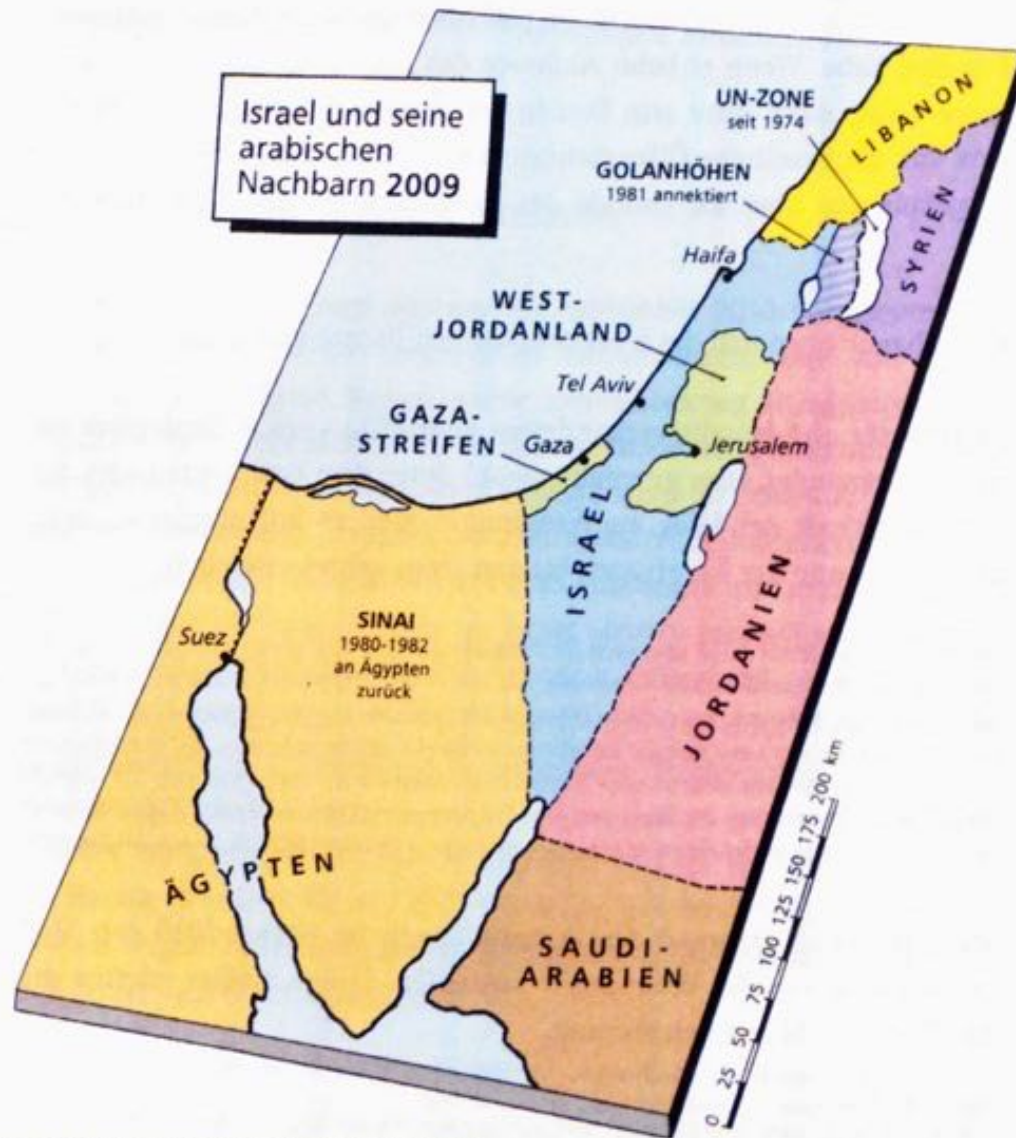 Israel und seine
arabischen
Nachbarn 2009
UN-ZONE
seit 1974
LIBANON
GOLANHÖHEN
1981 annektiert
SYRIEN
Haifa
WEST-
JORDANLAND
Tel Aviv
GAZA-
STREIFEN
Gaza
Jerusalem
ISRAEL
SINAI
1980-1982
an Ägypten
zurück
Suez
JORDANIEN
ÄGYPTEN
SAUDI-
ARABIEN
0 25 50 75 100 125 150 175 200 km